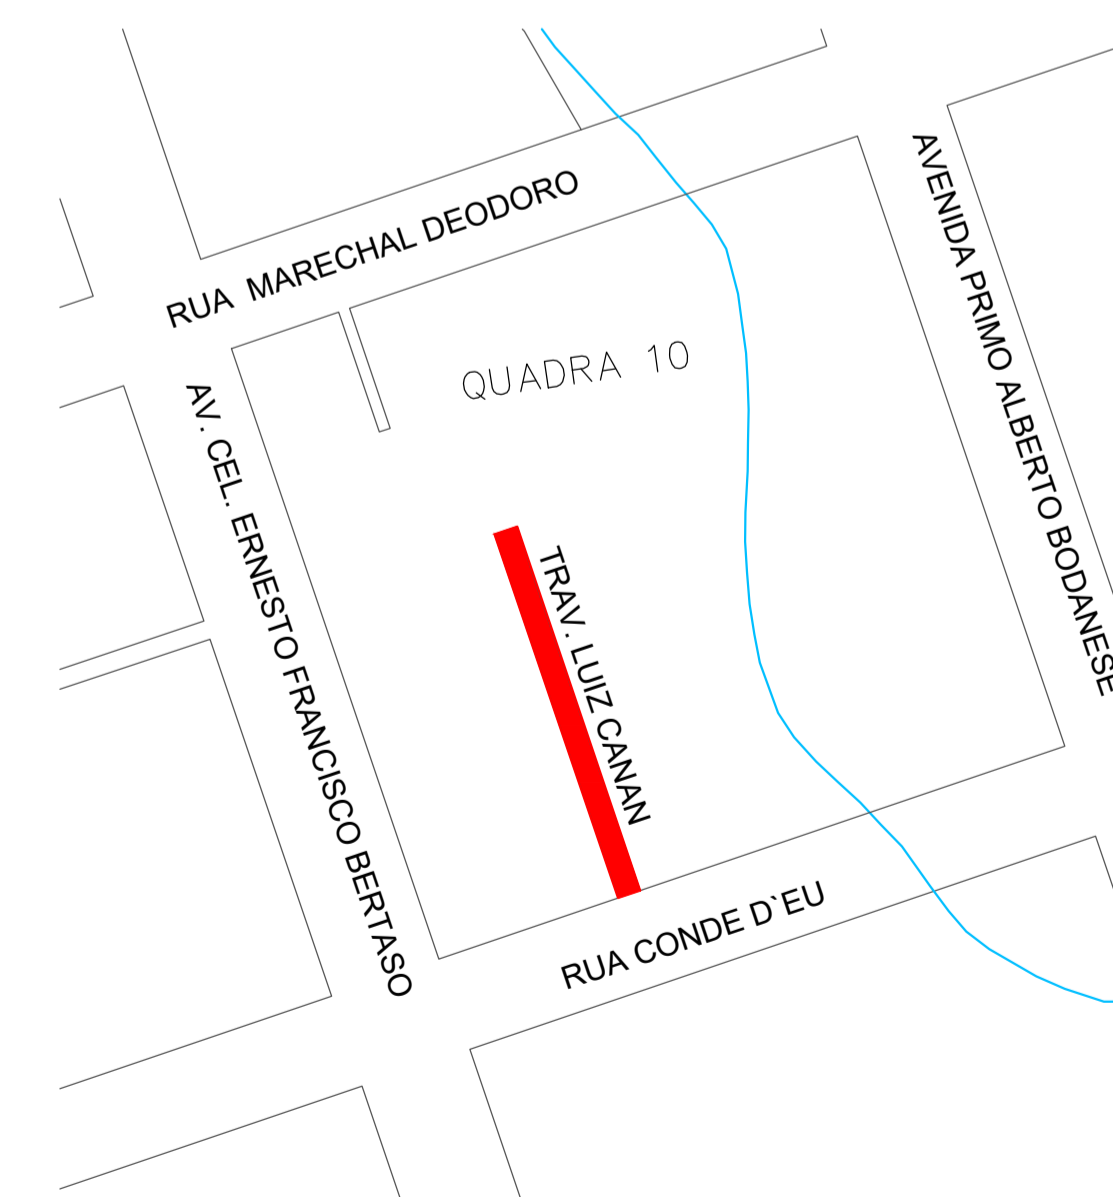 RUA MARECHAL DEODORO
AVENIDA PRIMO ALBERTO BODANESE
QUADRA 10
AV. CEL. ERNESTO FRANCISCO BERTASO
TRAV. LUIZ CANAN
RUA CONDE D`EU